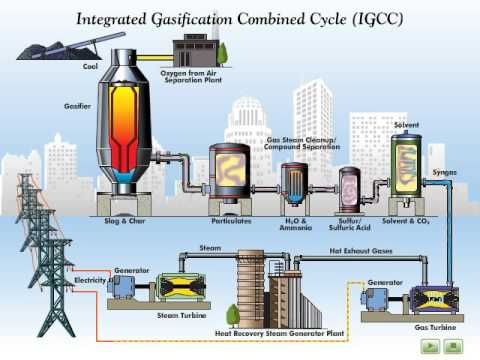 Integrated Gasification Combined Cycle (IGCC)
Coal
Oxygen from Air
Separation Plant
Gasifier
Solvent
Gas Steam Cleanup/
Compound Separation
Syngas
Slag & Char
Particulates
H₂O &
Ammonia
Sulfur/
Sulfuric Acid
Solvent & CO₂
Steam
Hot Exhaust Gases
Electricity
Generator
Generator
Steam Turbine
Heat Recovery Steam Generator Plant
Gas Turbine